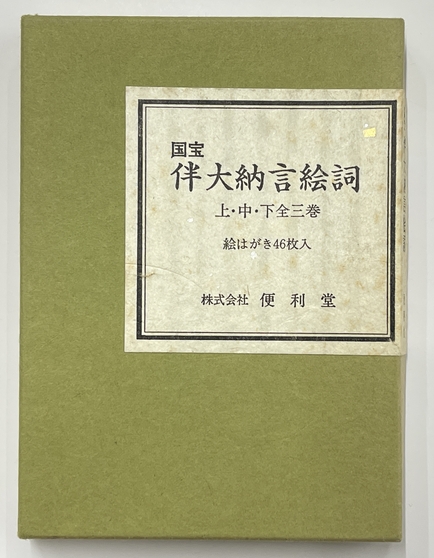 国宝
伴大納言絵詞
上・中・下全三巻
絵はがき46枚入
株式会社 便利堂